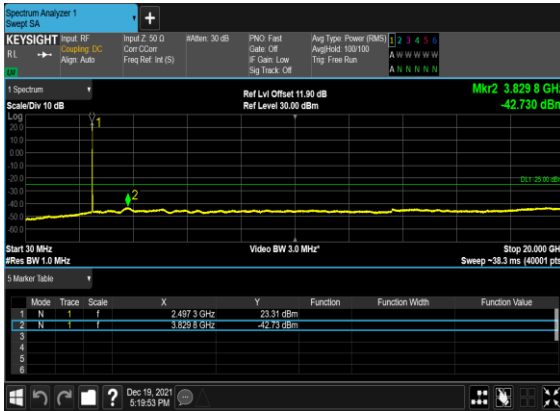 Spectrum Analyzer 1
Swept SA
+
KEYSIGHT Input: RF Input Z: 50 Ω #Atten: 30 dB PNO: Fast Avg Type: Power (RMS) 1 2 3 4 5 6
RL Coupling: DC Corr CCorr Gate: Off Avg|Hold: 100/100 A W W W W W
Align: Auto Freq Ref: Int (S) IF Gain: Low Trig: Free Run
Sig Track: Off A N N N N N
LW
1 Spectrum
Scale/Div 10 dB Ref Lvl Offset 11.90 dB Mkr2 3.829 8 GHz
Ref Level 30.00 dBm -42.730 dBm
Log
20.0
10.0
0.00
-10.0
-20.0
-30.0
-40.0
-50.0
-60.0
1
2
DL1 -25.00 dBm
Start 30 MHz Video BW 3.0 MHz* Stop 20.000 GHz
#Res BW 1.0 MHz Sweep ~38.3 ms (40001 pts)
5 Marker Table
Mode Trace Scale X Y Function Function Width Function Value
1 N 1 f 2.497 3 GHz 23.31 dBm
2 N 1 f 3.829 8 GHz -42.73 dBm
3
4
5
6
?
Dec 19, 2021
5:19:53 PM